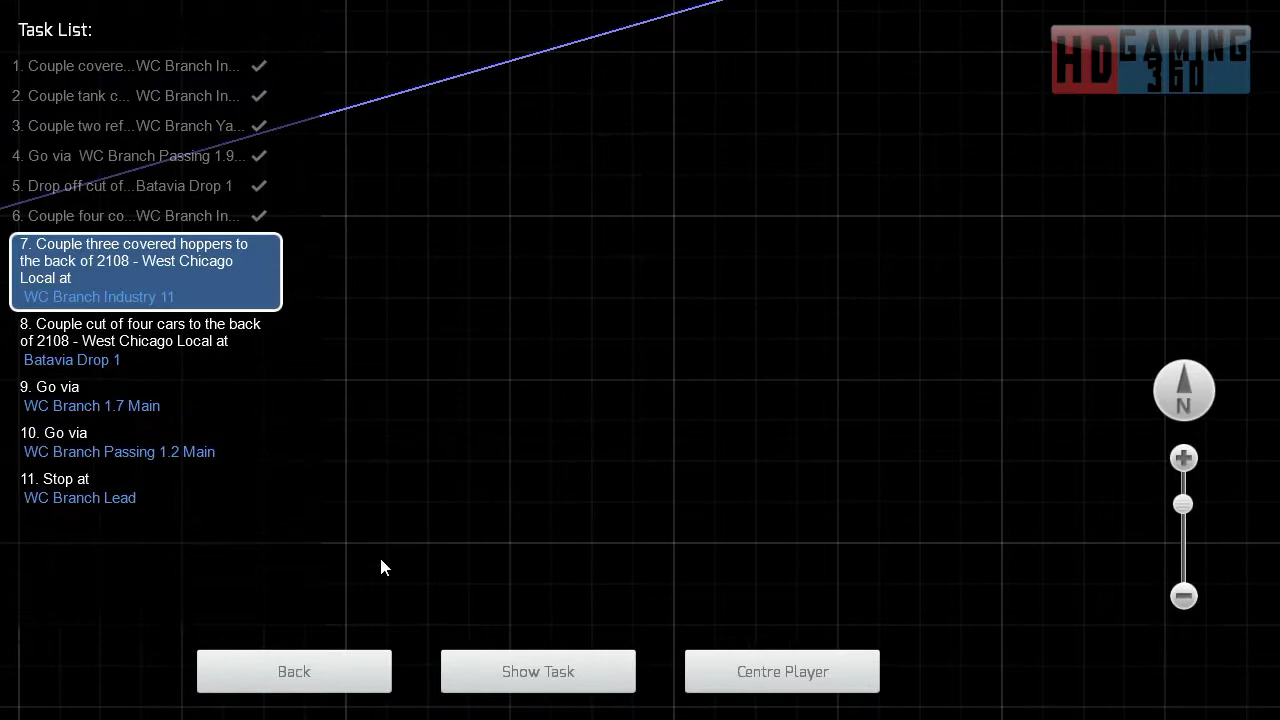 Task List:
1. Couple covere...WC Branch In...
2. Couple tank c... WC Branch In...
3. Couple two ref...WC Branch Ya...
4. Go via WC Branch Passing 1.9...
5. Drop off cut of...Batavia Drop 1
6. Couple four co...WC Branch In...
7. Couple three covered hoppers to
the back of 2108 - West Chicago
Local at
WC Branch Industry 11
8. Couple cut of four cars to the back
of 2108 - West Chicago Local at
Batavia Drop 1
9. Go via
WC Branch 1.7 Main
10. Go via
WC Branch Passing 1.2 Main
11. Stop at
WC Branch Lead
HD GAMING
360
N
Back
Show Task
Centre Player